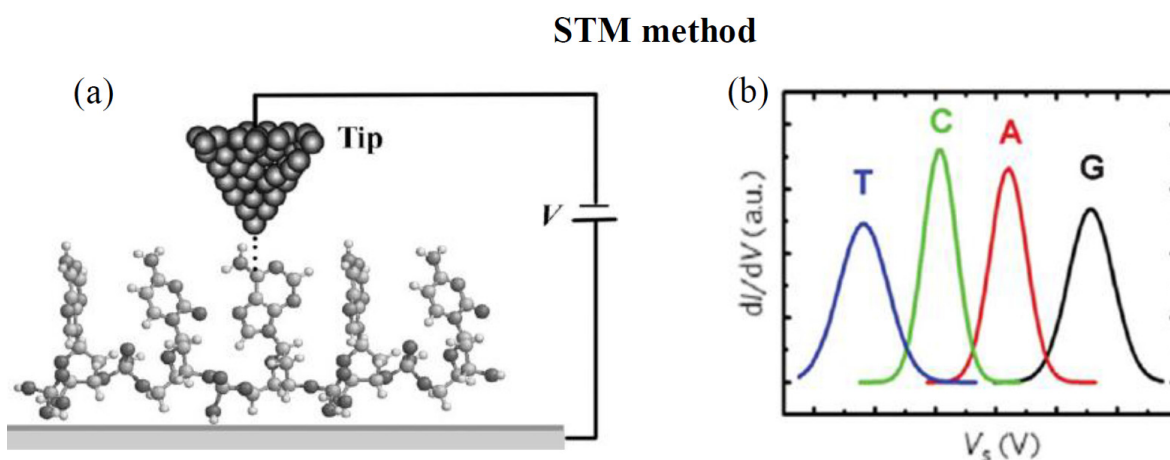 STM method
(a)
Tip
V
(b)
T
C
A
G
dI/dV (a.u.)
Vs (V)